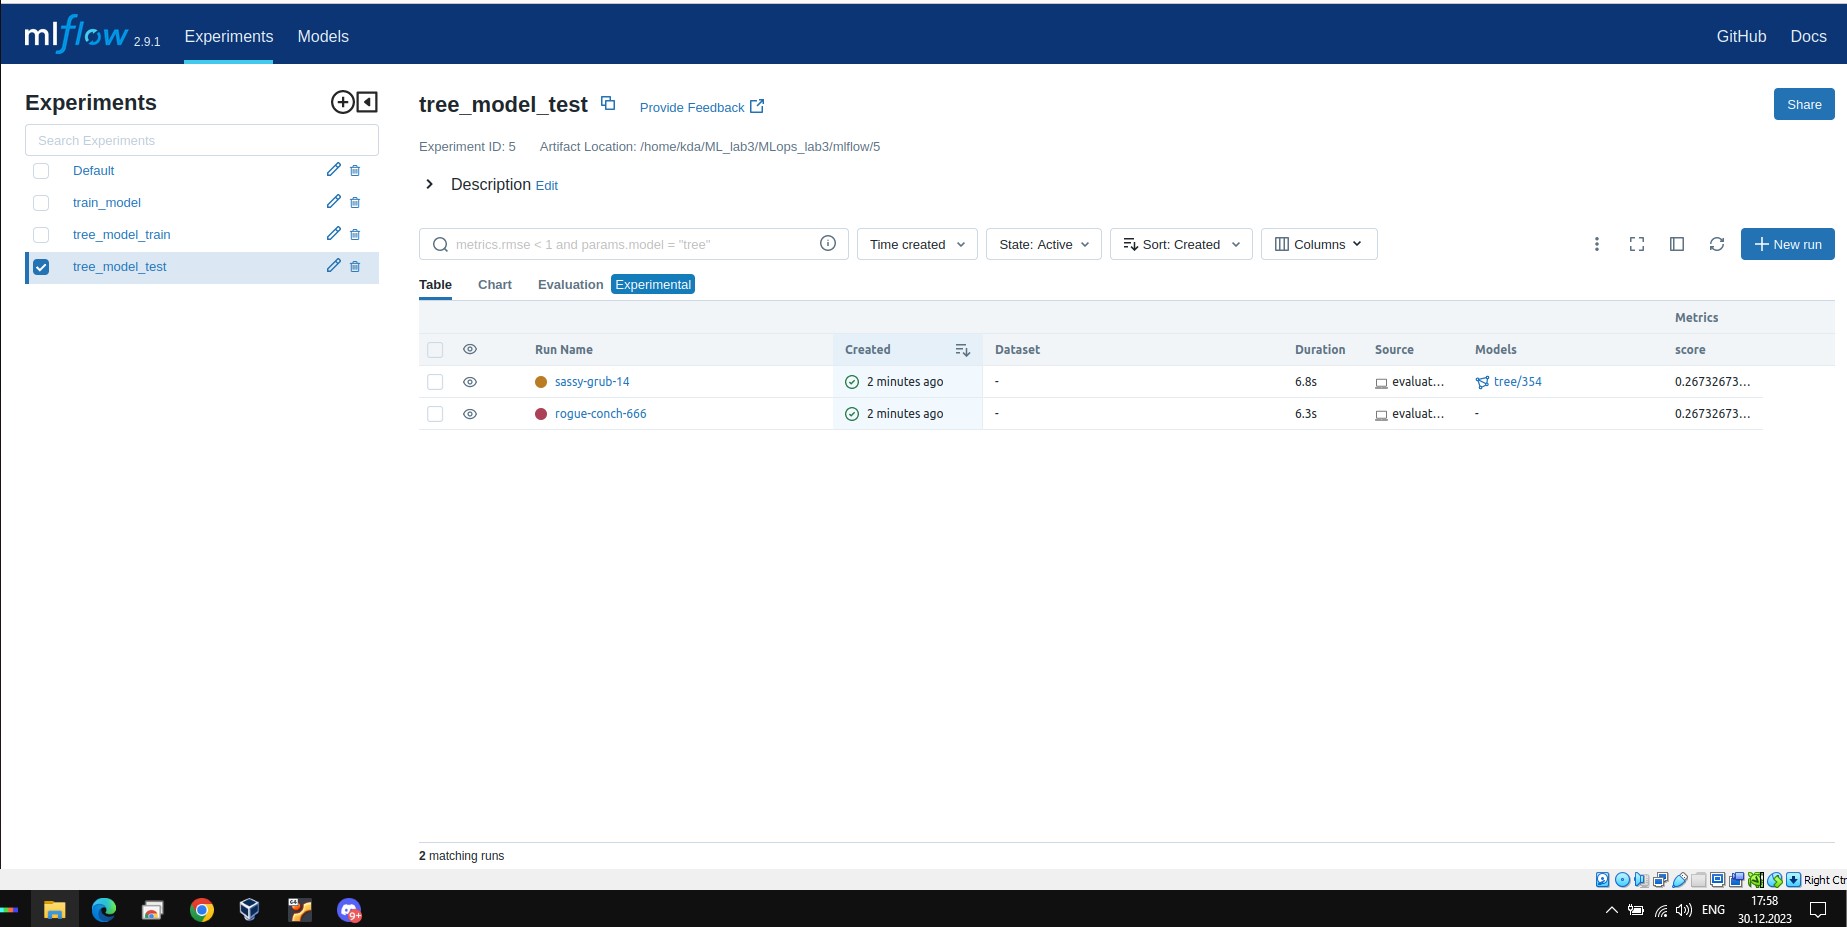 mlflow 2.9.1 Experiments Models GitHub Docs
Experiments
Search Experiments
Default
train_model
tree_model_train
tree_model_test
tree_model_test Provide Feedback Share
Experiment ID: 5 Artifact Location: /home/kda/ML_lab3/MLops_lab3/mlflow/5
Description Edit
metrics.rmse < 1 and params.model = "tree" Time created State: Active Sort: Created Columns New run
Table Chart Evaluation Experimental
Metrics
Run Name Created Dataset Duration Source Models score
sassy-grub-14 2 minutes ago - 6.8s evaluat... tree/354 0.26732673...
rogue-conch-666 2 minutes ago - 6.3s evaluat... - 0.26732673...
2 matching runs
Right Ctr
9+
ENG
17:58
30.12.2023